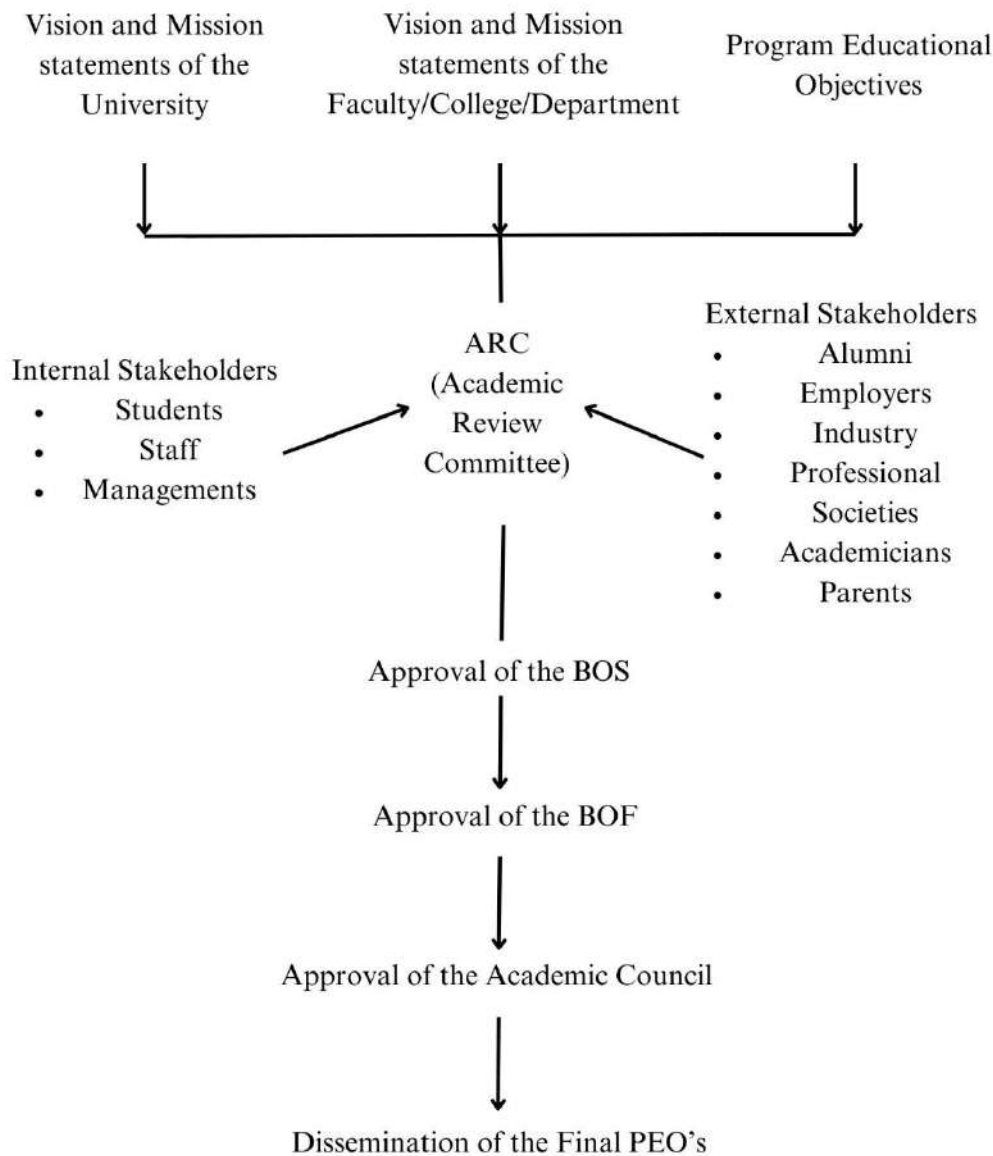 Vision and Mission
statements of the
University
Vision and Mission
statements of the
Faculty/College/Department
Program Educational
Objectives
Internal Stakeholders
• Students
• Staff
• Managements
ARC
(Academic
Review
Committee)
External Stakeholders
• Alumni
• Employers
• Industry
• Professional
• Societies
• Academicians
• Parents
Approval of the BOS
Approval of the BOF
Approval of the Academic Council
Dissemination of the Final PEO’s